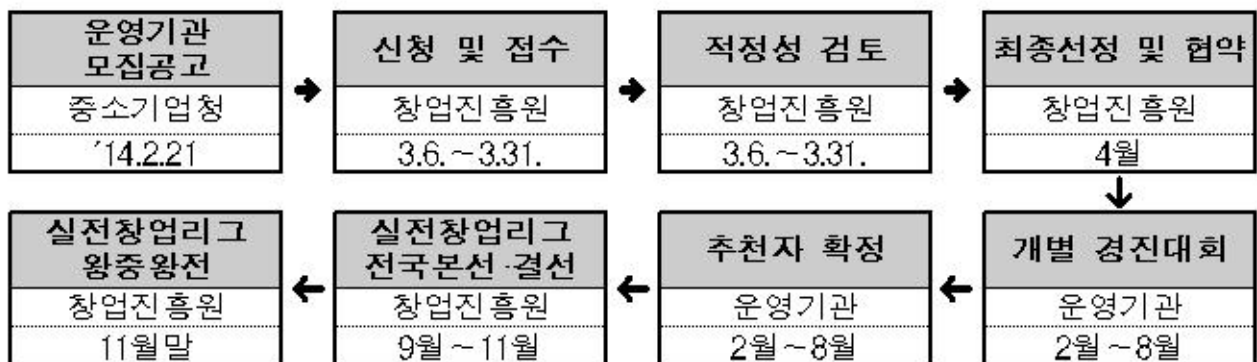 운영기관
모집공고
중소기업청
'14.2.21
신청 및 접수
창업진흥원
3.6.~3.31.
적정성 검토
창업진흥원
3.6.~3.31.
최종선정 및 협약
창업진흥원
4월
개별 경진대회
운영기관
2월~8월
추천자 확정
운영기관
2월~8월
실전창업리그
전국본선·결선
창업진흥원
9월~11월
실전창업리그
왕중왕전
창업진흥원
11월말